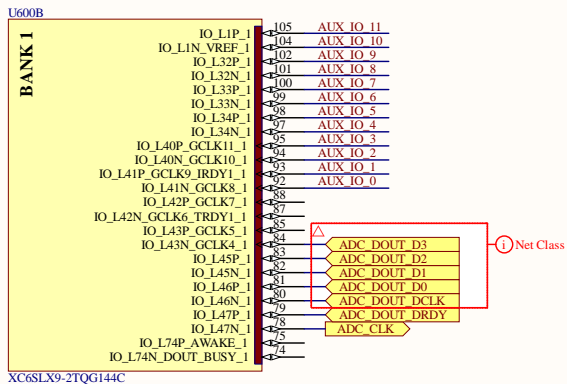 U600B
BANK 1
IO_L1P_1 105 AUX_IO_11
IO_L1N_VREF_1 104 AUX_IO_10
IO_L32P_1 102 AUX_IO_9
IO_L32N_1 101 AUX_IO_8
IO_L33P_1 100 AUX_IO_7
IO_L33N_1 99 AUX_IO_6
IO_L34P_1 98 AUX_IO_5
IO_L34N_1 97 AUX_IO_4
IO_L40P_GCLK11_1 95 AUX_IO_3
IO_L40N_GCLK10_1 94 AUX_IO_2
IO_L41P_GCLK9_IRDY1_1 93 AUX_IO_1
IO_L41N_GCLK8_1 92 AUX_IO_0
IO_L42P_GCLK7_1 88
IO_L42N_GCLK6_TRDY1_1 87
IO_L43P_GCLK5_1 85
IO_L43N_GCLK4_1 84 ADC_DOUT_D3
i Net Class
IO_L45P_1 83 ADC_DOUT_D2
IO_L45N_1 82 ADC_DOUT_D1
IO_L46P_1 81 ADC_DOUT_D0
IO_L46N_1 80 ADC_DOUT_DCLK
IO_L47P_1 79 ADC_DOUT_DRDY
IO_L47N_1 78 ADC_CLK
IO_L74P_AWAKE_1 75
IO_L74N_DOUT_BUSY_1 74
XC6SLX9-2TQG144C